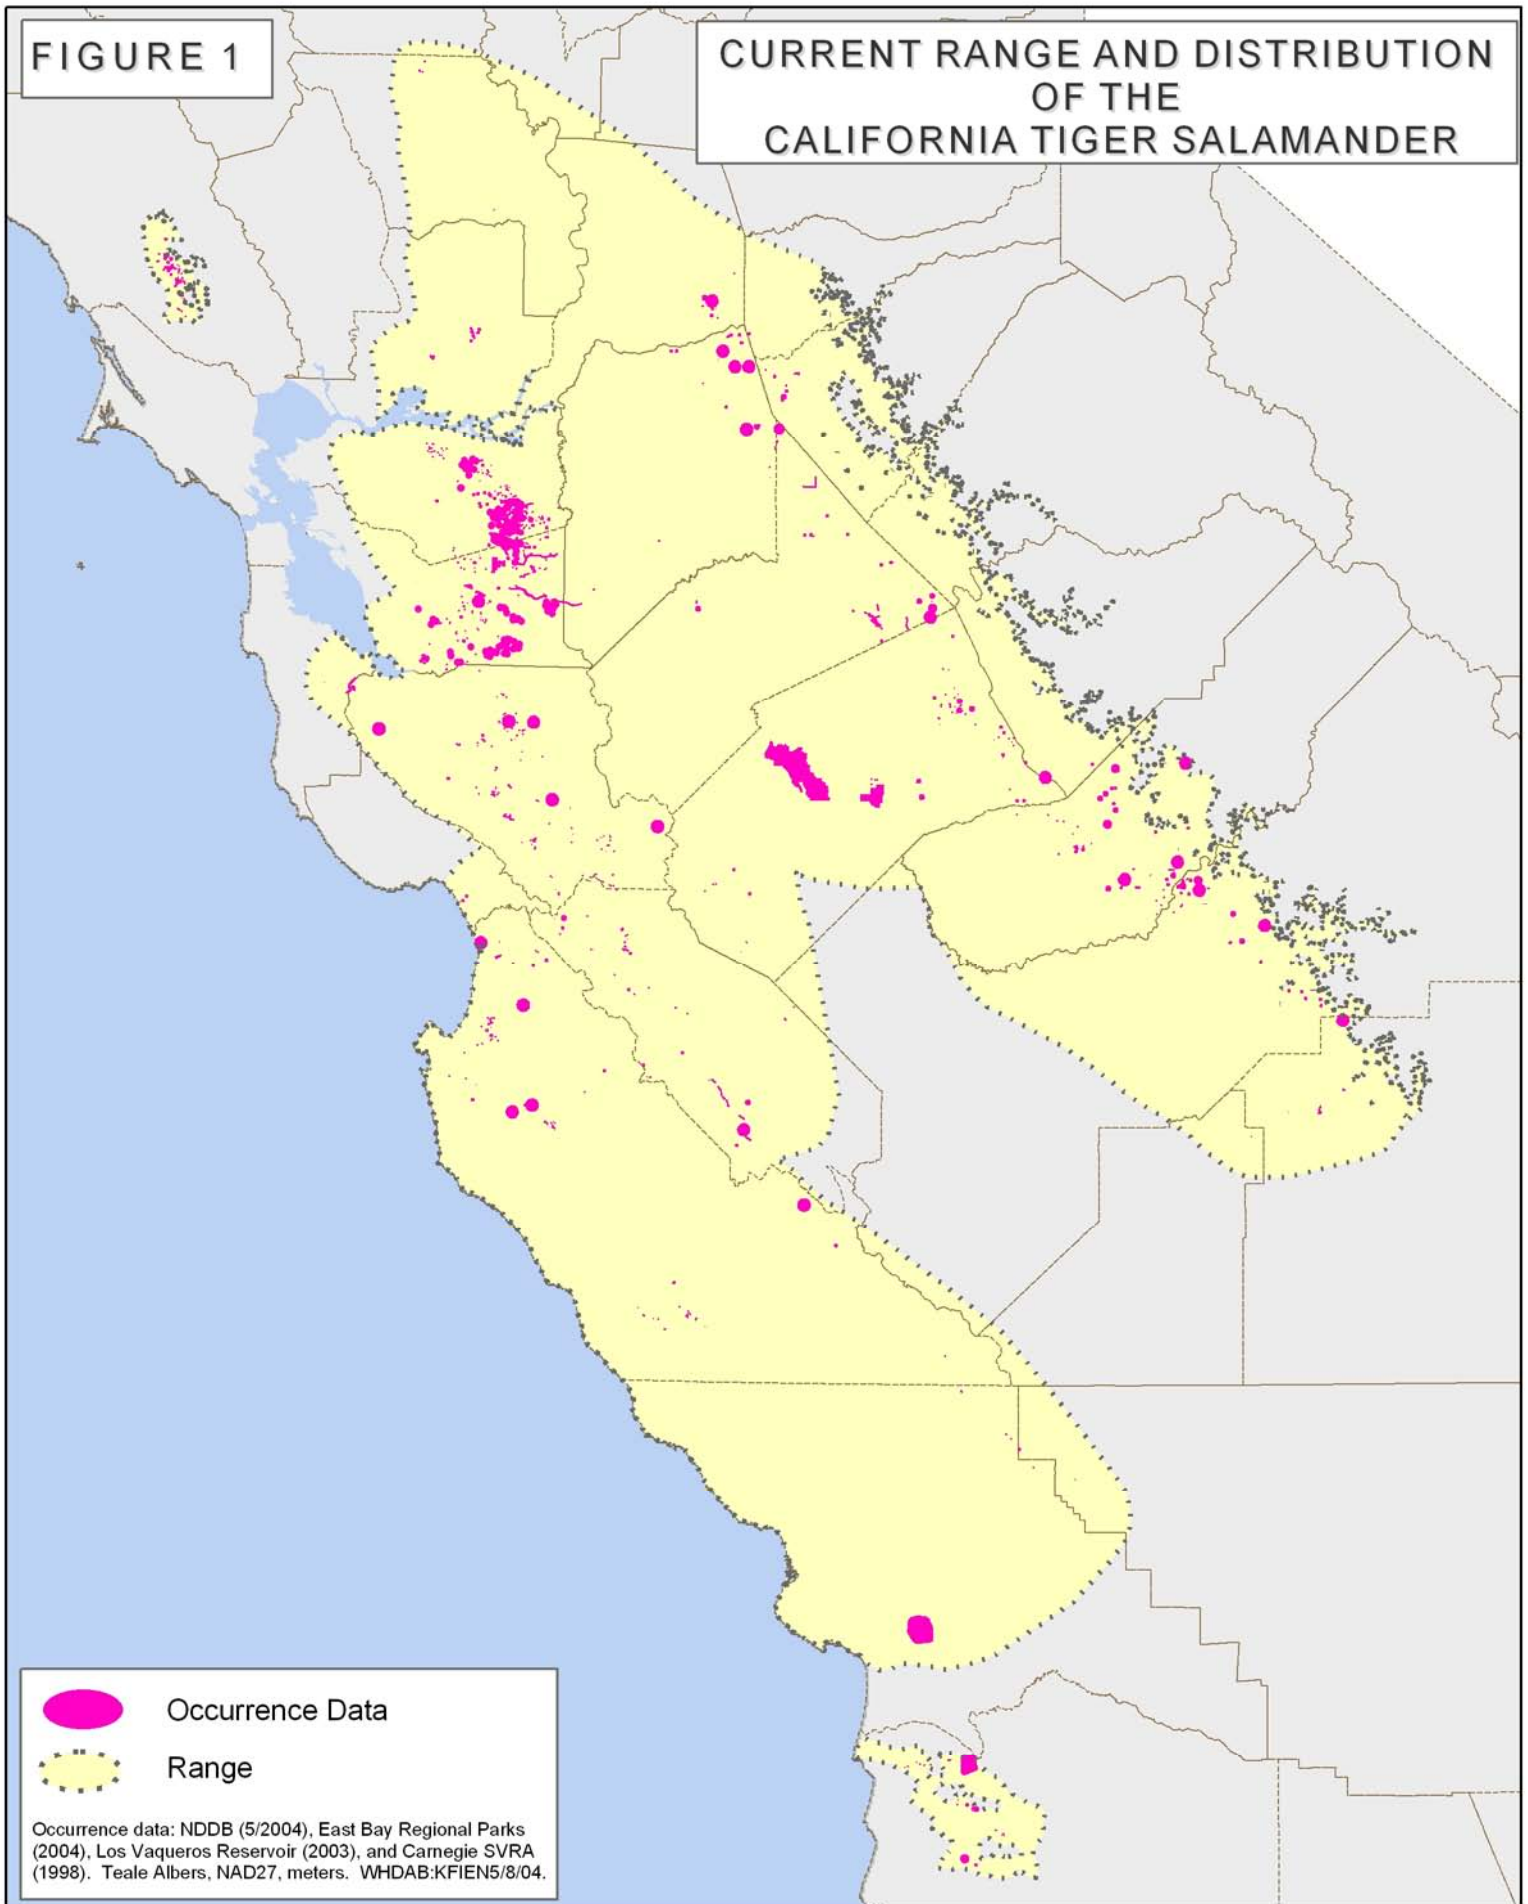 FIGURE 1
CURRENT RANGE AND DISTRIBUTION
OF THE
CALIFORNIA TIGER SALAMANDER
Occurrence Data
Range
Occurrence data: NDDB (5/2004), East Bay Regional Parks
(2004), Los Vaqueros Reservoir (2003), and Carnegie SVRA
(1998).  Teale Albers, NAD27, meters.  WHDAB:KFIEN5/8/04.